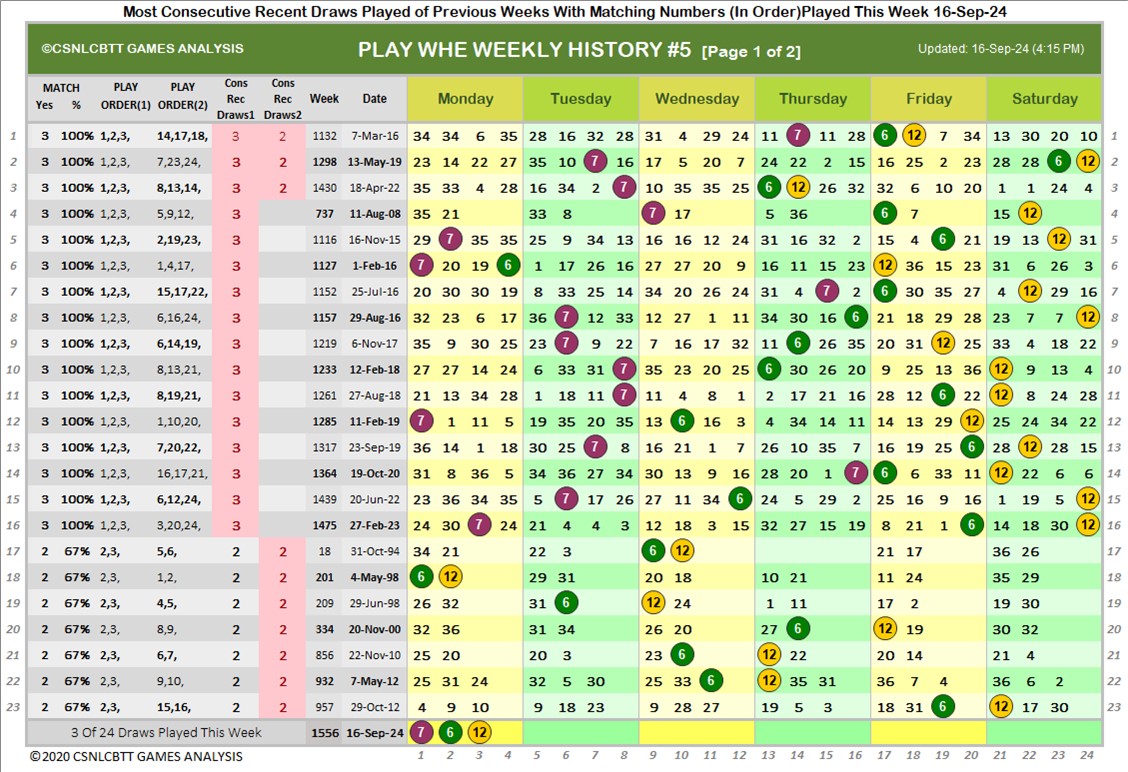 Most Consecutive Recent Draws Played of Previous Weeks With Matching Numbers (In Order)Played This Week 16-Sep-24
©CSNLCBTT GAMES ANALYSIS PLAY WHE WEEKLY HISTORY #5 [Page 1 of 2] Updated: 16-Sep-24 (4:15 PM)
MATCH Yes % PLAY ORDER(1) PLAY ORDER(2) Cons Rec Draws1 Cons Rec Draws2 Week Date Monday Tuesday Wednesday Thursday Friday Saturday
1 3 100% 1,2,3, 14,17,18, 3 2 1132 7-Mar-16 34 34 6 35 28 16 32 28 31 4 29 24 11 7 11 28 6 12 7 34 13 30 20 10 1
2 3 100% 1,2,3, 7,23,24, 3 2 1298 13-May-19 23 14 22 27 35 10 7 16 17 5 20 7 24 22 2 15 16 25 2 23 28 28 6 12 2
3 3 100% 1,2,3, 8,13,14, 3 2 1430 18-Apr-22 35 33 4 28 16 34 2 7 10 35 35 25 6 12 26 32 32 6 10 20 1 1 24 4 3
4 3 100% 1,2,3, 5,9,12, 3 737 11-Aug-08 35 21 33 8 7 17 5 36 6 7 15 12 4
5 3 100% 1,2,3, 2,19,23, 3 1116 16-Nov-15 29 7 35 35 25 9 34 13 16 16 12 24 31 16 32 2 15 4 6 21 19 13 12 31 5
6 3 100% 1,2,3, 1,4,17, 3 1127 1-Feb-16 7 20 19 6 1 17 26 16 27 27 20 9 16 11 15 23 12 36 15 23 31 6 26 3 6
7 3 100% 1,2,3, 15,17,22, 3 1152 25-Jul-16 20 30 30 19 8 33 25 14 34 20 26 24 31 4 7 2 6 30 35 27 4 12 29 16 7
8 3 100% 1,2,3, 6,16,24, 3 1157 29-Aug-16 32 23 6 17 36 7 12 33 12 27 1 11 34 30 16 6 21 18 29 28 23 7 7 12 8
9 3 100% 1,2,3, 6,14,19, 3 1219 6-Nov-17 35 9 30 25 23 7 9 22 7 16 17 32 11 6 26 35 20 31 12 25 33 4 18 22 9
10 3 100% 1,2,3, 8,13,21, 3 1233 12-Feb-18 27 27 14 24 6 33 31 7 35 23 20 25 6 30 26 20 9 25 13 36 12 9 13 4 10
11 3 100% 1,2,3, 8,19,21, 3 1261 27-Aug-18 21 13 34 28 1 18 11 7 11 4 8 1 2 17 21 16 28 12 6 22 12 8 24 28 11
12 3 100% 1,2,3, 1,10,20, 3 1285 11-Feb-19 7 1 11 5 19 35 20 35 13 6 16 3 4 34 14 11 14 13 29 12 25 24 34 22 12
13 3 100% 1,2,3, 7,20,22, 3 1317 23-Sep-19 36 14 1 18 30 25 7 8 16 21 1 7 26 10 35 7 16 19 25 6 28 12 28 15 13
14 3 100% 1,2,3, 16,17,21, 3 1364 19-Oct-20 31 8 36 5 34 36 27 34 30 13 9 16 28 20 1 7 6 6 33 11 12 22 6 6 14
15 3 100% 1,2,3, 6,12,24, 3 1439 20-Jun-22 23 36 34 35 5 7 17 26 27 11 34 6 24 5 29 2 25 16 9 16 1 19 5 12 15
16 3 100% 1,2,3, 3,20,24, 3 1475 27-Feb-23 24 30 7 24 21 4 4 3 12 18 3 15 32 27 15 19 8 21 1 6 14 18 30 12 16
17 2 67% 2,3, 5,6, 2 2 18 31-Oct-94 34 21 22 3 6 12 21 17 36 26 17
18 2 67% 2,3, 1,2, 2 2 201 4-May-98 6 12 29 31 20 18 10 21 11 24 35 29 18
19 2 67% 2,3, 4,5, 2 2 209 29-Jun-98 26 32 31 6 12 24 1 11 17 2 19 30 19
20 2 67% 2,3, 8,9, 2 2 334 20-Nov-00 32 36 31 34 26 20 27 6 12 19 30 32 20
21 2 67% 2,3, 6,7, 2 2 856 22-Nov-10 25 20 20 3 23 6 12 22 20 14 21 4 21
22 2 67% 2,3, 9,10, 2 2 932 7-May-12 25 31 24 32 5 30 25 33 6 12 35 31 36 7 4 36 6 2 22
23 2 67% 2,3, 15,16, 2 2 957 29-Oct-12 4 9 10 9 18 23 9 28 27 19 5 3 18 31 6 12 17 30 23
3 Of 24 Draws Played This Week 1556 16-Sep-24 7 6 12
©2020 CSNLCBTT GAMES ANALYSIS 1 2 3 4 5 6 7 8 9 10 11 12 13 14 15 16 17 18 19 20 21 22 23 24